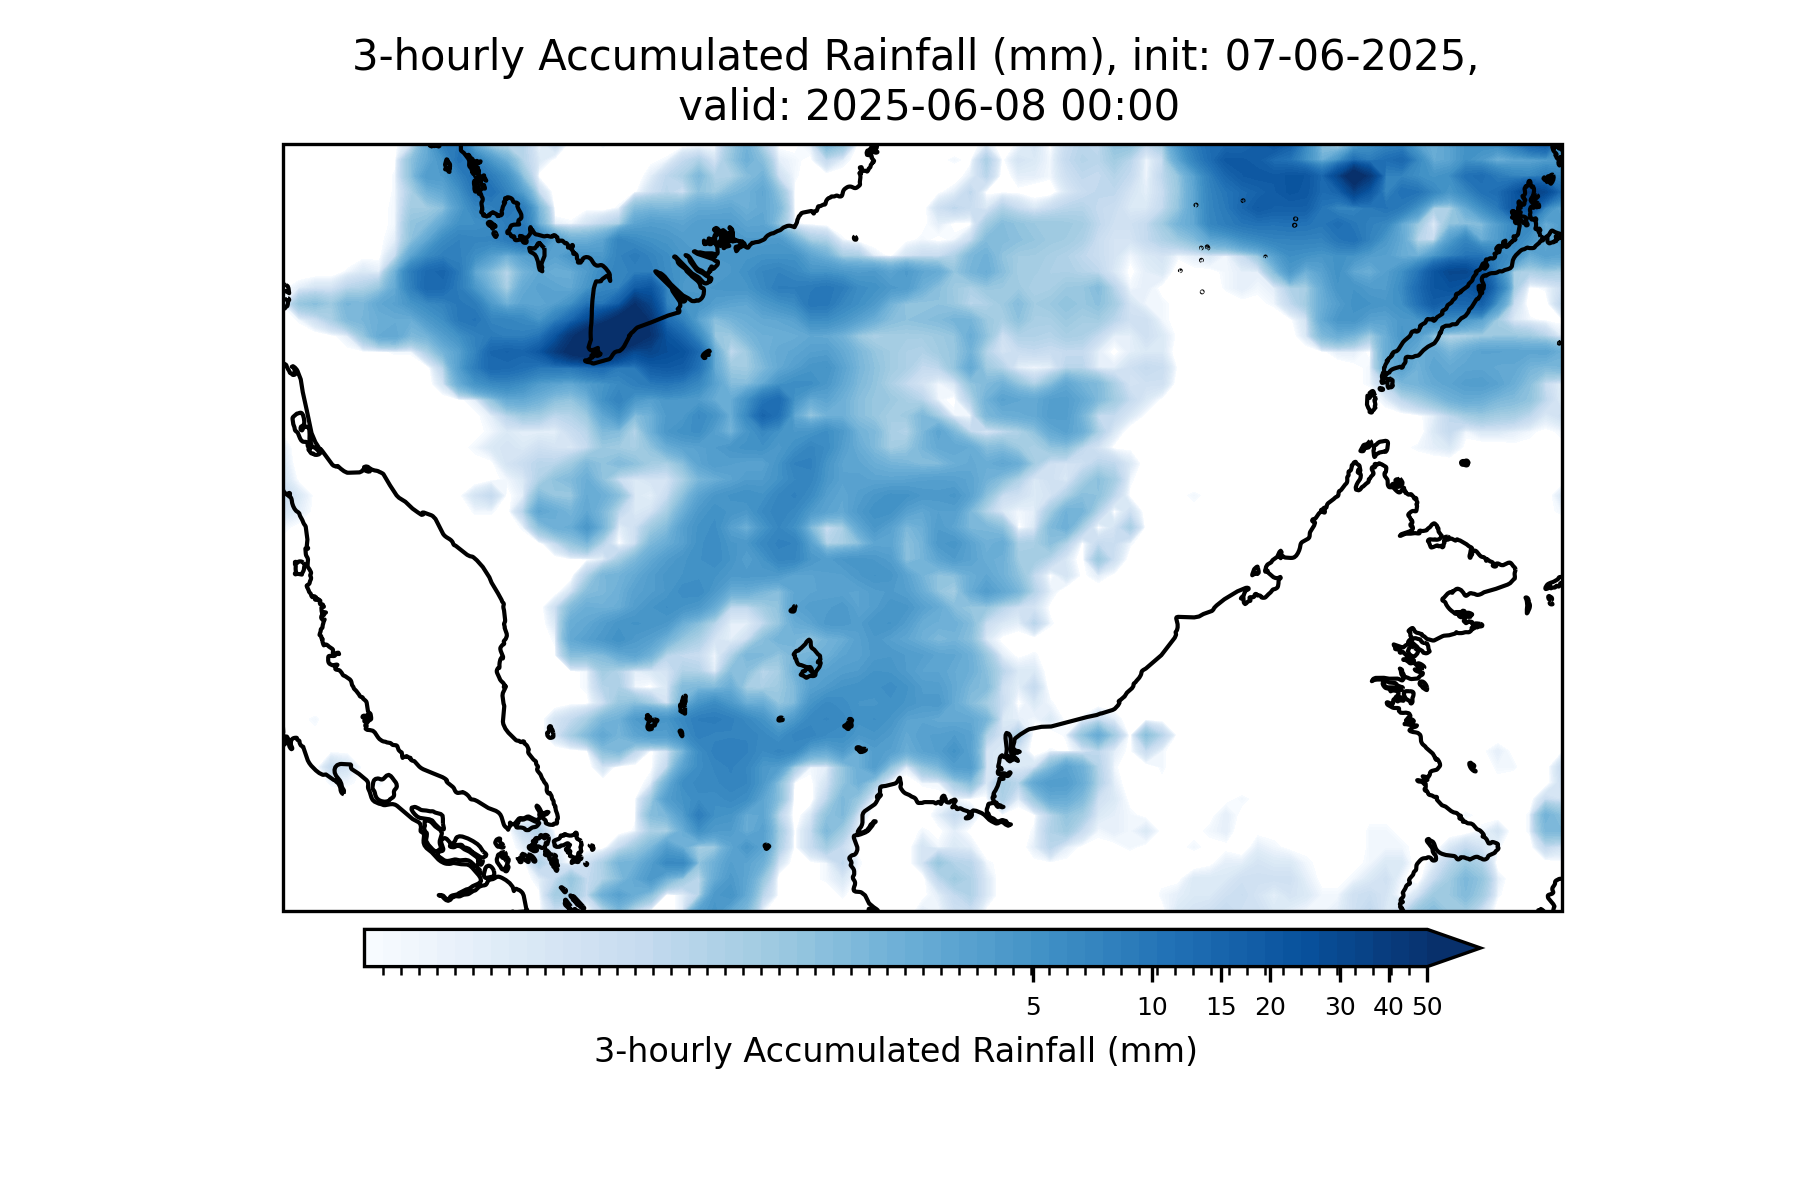 3-hourly Accumulated Rainfall (mm), init: 07-06-2025,
valid: 2025-06-08 00:00
5 10 15 20 30 40 50
3-hourly Accumulated Rainfall (mm)